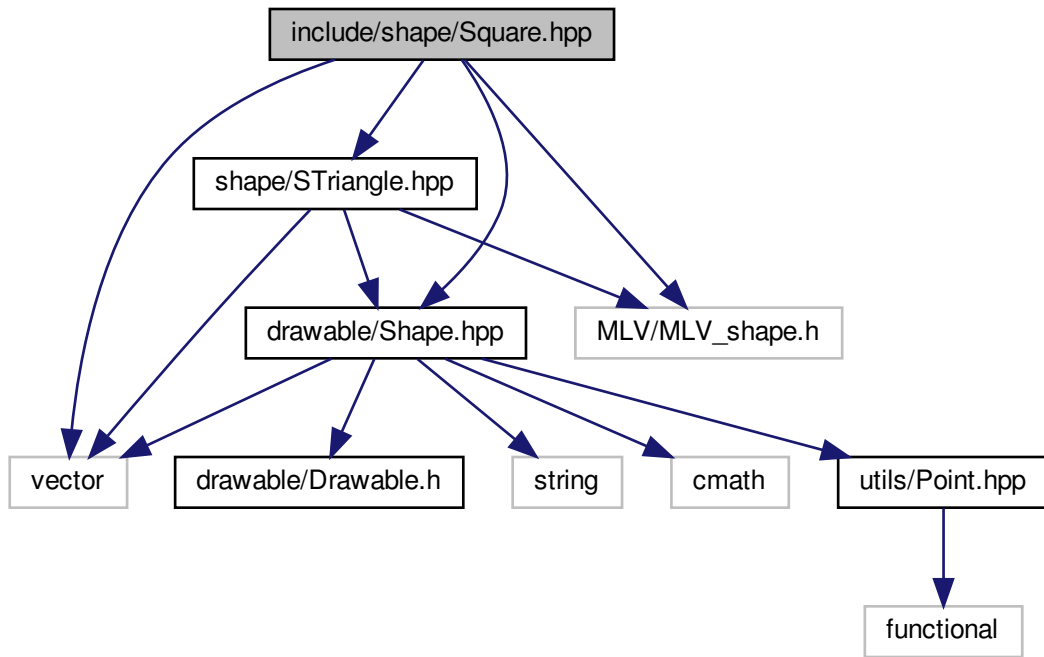 include/shape/Square.hpp
shape/STriangle.hpp
drawable/Shape.hpp
MLV/MLV_shape.h
vector
drawable/Drawable.h
string
cmath
utils/Point.hpp
functional